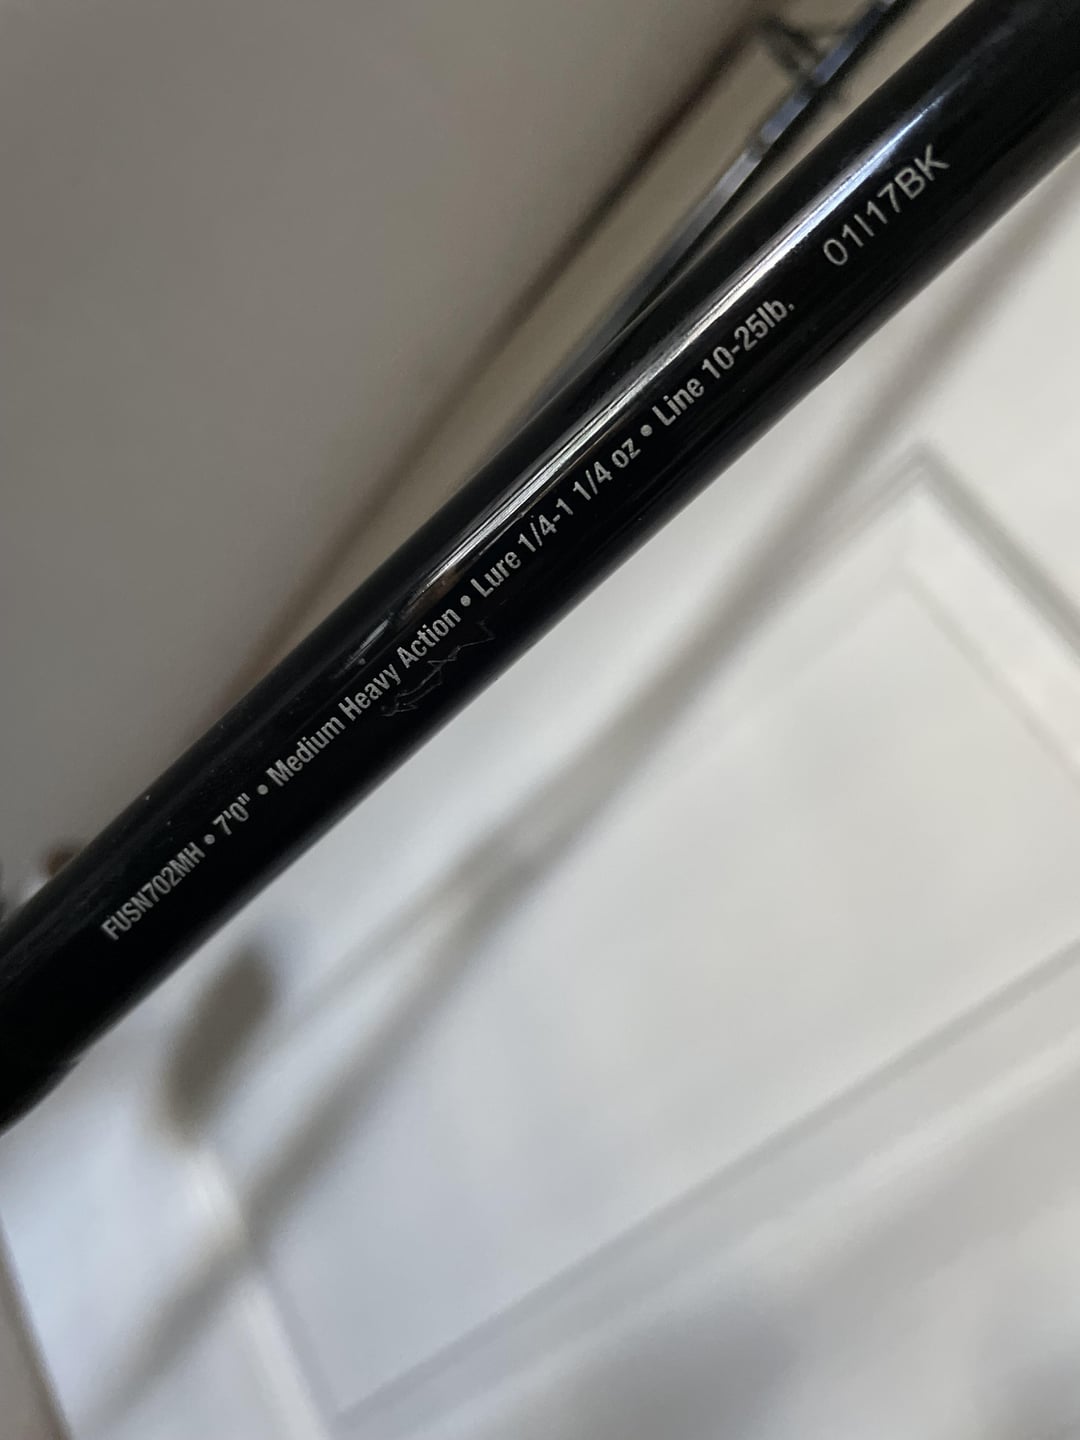 FUSN702MH • 7'0" • Medium Heavy Action • Lure 1/4-1 1/4 oz • Line 10-25lb. 01I17BK